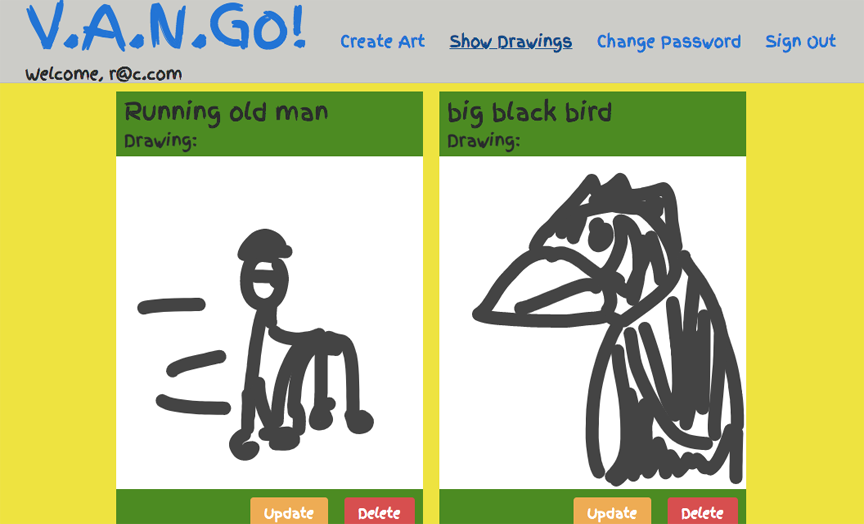 V.A.N.Go!
Create Art Show Drawings Change Password Sign Out
Welcome, r@c.com
Running old man
Drawing:
big black bird
Drawing:
Update Delete
Update Delete